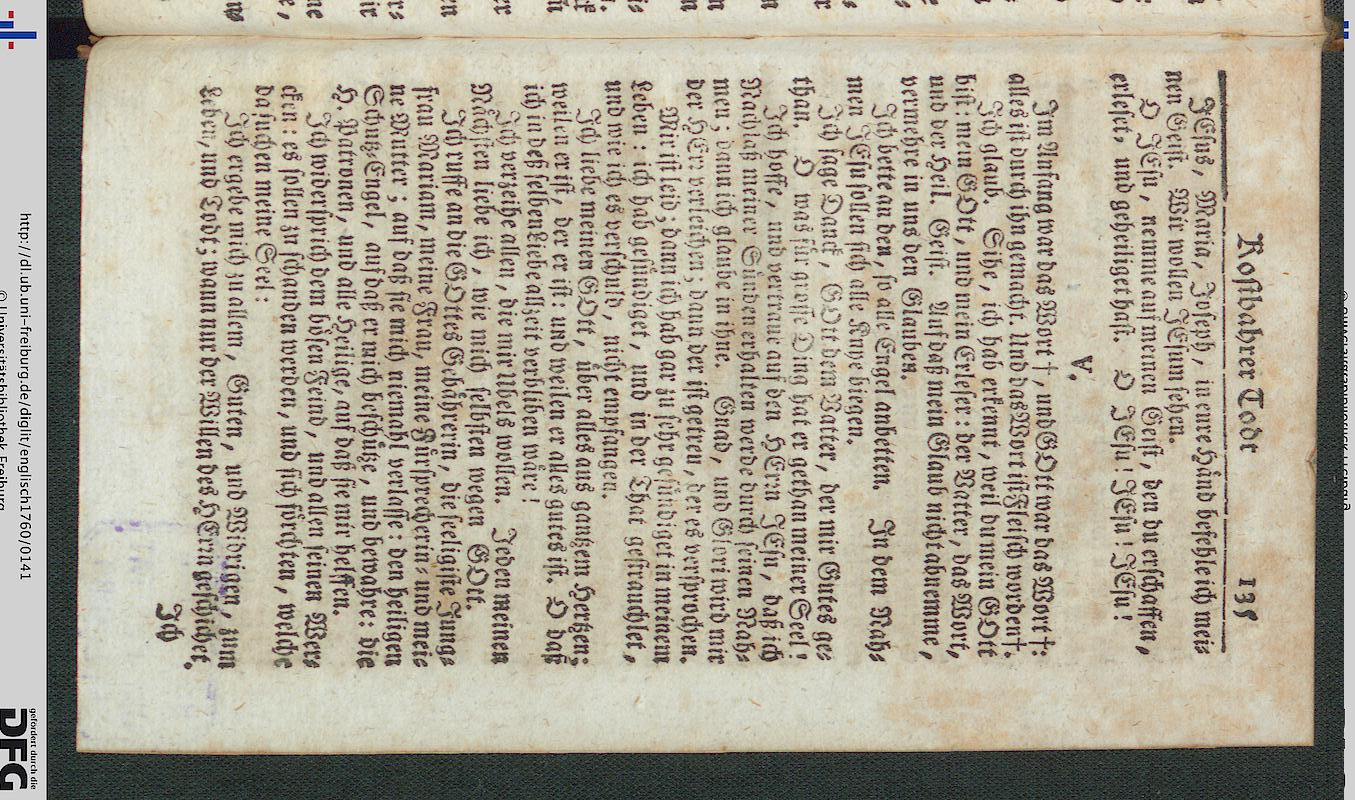 Kostbahrer Tadt 135
JEsus, Maria, Joseph, in eure Händ befehle ich mei-
nen Geist. Wir wollen JEsum sehen.
O JEsu, nemme auf meinen Geist, den du erschaffen,
erlöset, und geheiliget hast. O JEsu! JEsu! JEsu!
A.
Im Anfang war das Wort †, und GOtt war das Wort †:
alles ist durch ihn gemacht. Und das Wort ist Fleisch worden †.
Ich glaub. Sihe, ich hab erkennt, weil du mein GOtt
bist: mein GOtt, und mein Erlöser: der Vatter, das Wort,
und der Heil. Geist. Auf daß mein Glaub nicht abnemme,
vermehre in uns den Glauben.
Ich bette an den, so alle Engel anbetten. In dem Nah-
men JEsu sollen sich alle Knye biegen.
Ich sage Danck, GOtt dem Vatter, der mir Gutes ge-
than. O was für grosse Ding hat er gethan meiner Seel!
Ich hoffe, und vertraue auf den HErrn JEsu, daß ich
Nachlaß meiner Sünden erhalten werde durch seinen Nah-
men: dann ich glaube in ihne. Gnad, und Glori wird mir
der HErr verleichen; dann der ist getreu, der es versprochen.
Mir ist leid; dann ich hab gar zu sehr gesündiget in meinem
Leben: ich hab gesündget, und in der That gestrauchlet,
und wie ich es verschuld, nicht empfangen.
Ich liebe meinen GOtt, über alles aus gantzem Hertzen:
weilen er ist, der er ist: und weilen er alles gutes ist. O daß
ich in deß selben Liebe allzeit verblichen wäre!
Ich verzeihe allen, die mir Ubels wollen. Jeden meinen
Nächsten liebe ich, wie mich selbsten wegen GOtt.
Ich ruffe an die GOttes Gebährerin, die seligiste Jung-
frau Mariam, meine Frau, meine Fürsprecherin- und mei-
ne Mutter; auf daß sie mich niemahl verlasse: den heiligen
Schutz-Engel, auf daß er mich beschütze, und bewahre: die
H. Patronen, und alle Heilige, auf daß sie mir helffen.
Ich widersprich dem bösen Feind, und allen seinen Wer-
cken: es sollen zu schanden werden, und sich förchten, welche
da suchen meine Seel:
Ich ergebe mich zu allem, Guten, und Widrigen, zum
Leben, und Todt; wann nur der Willen des HErrn geschichet.
Ich
http://dl.ub.uni-freiburg.de/diglit/englisch1760/0141
© Universitätsbibliothek Freiburg
gefördert durch die
DFG